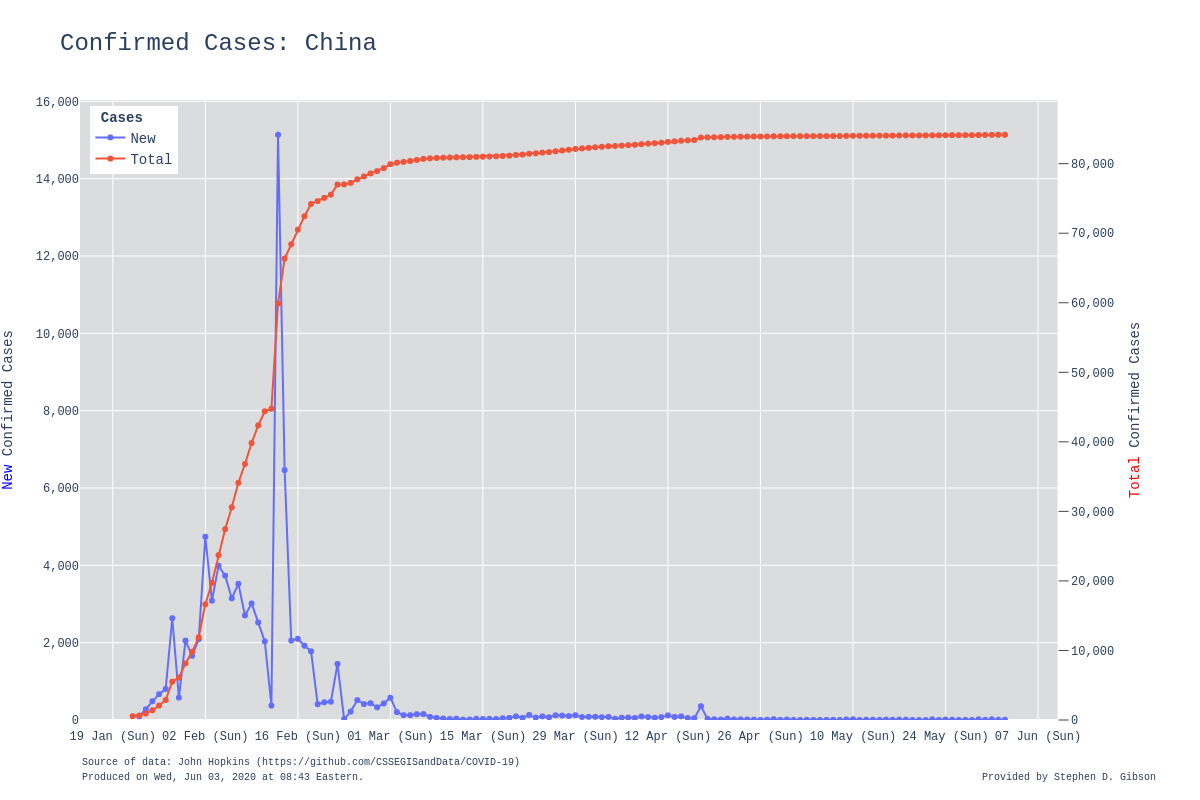 Confirmed Cases: China
Cases
New
Total
16,000
14,000
12,000
10,000
8,000
6,000
4,000
2,000
0
New Confirmed Cases
80,000
70,000
60,000
50,000
40,000
30,000
20,000
10,000
0
Total Confirmed Cases
19 Jan (Sun) 02 Feb (Sun) 16 Feb (Sun) 01 Mar (Sun) 15 Mar (Sun) 29 Mar (Sun) 12 Apr (Sun) 26 Apr (Sun) 10 May (Sun) 24 May (Sun) 07 Jun (Sun)
Source of data: John Hopkins (https://github.com/CSSEGISandData/COVID-19)
Produced on Wed, Jun 03, 2020 at 08:43 Eastern.
Provided by Stephen D. Gibson